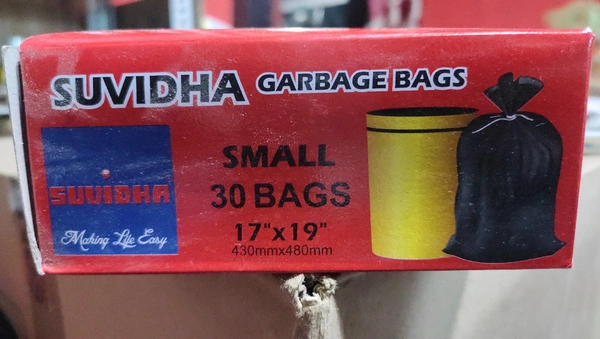 SUVIDHA GARBAGE BAGS
SUVIDHA
Making Life Easy
SMALL
30 BAGS
17"x19"
430mmx480mm